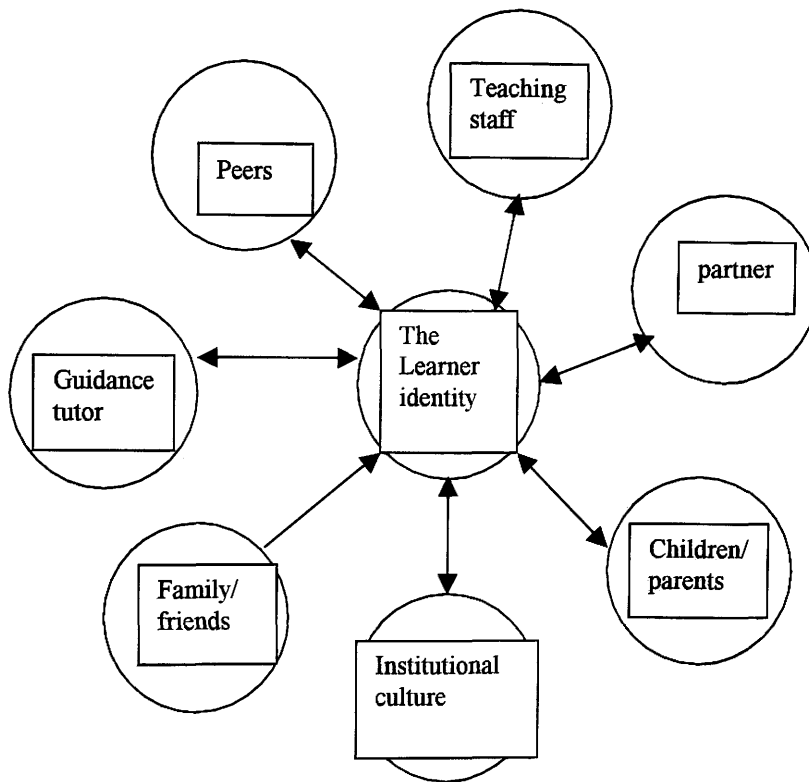 Teaching
staff
Peers
partner
The
Learner
identity
Guidance
tutor
Children/
parents
Family/
friends
Institutional
culture